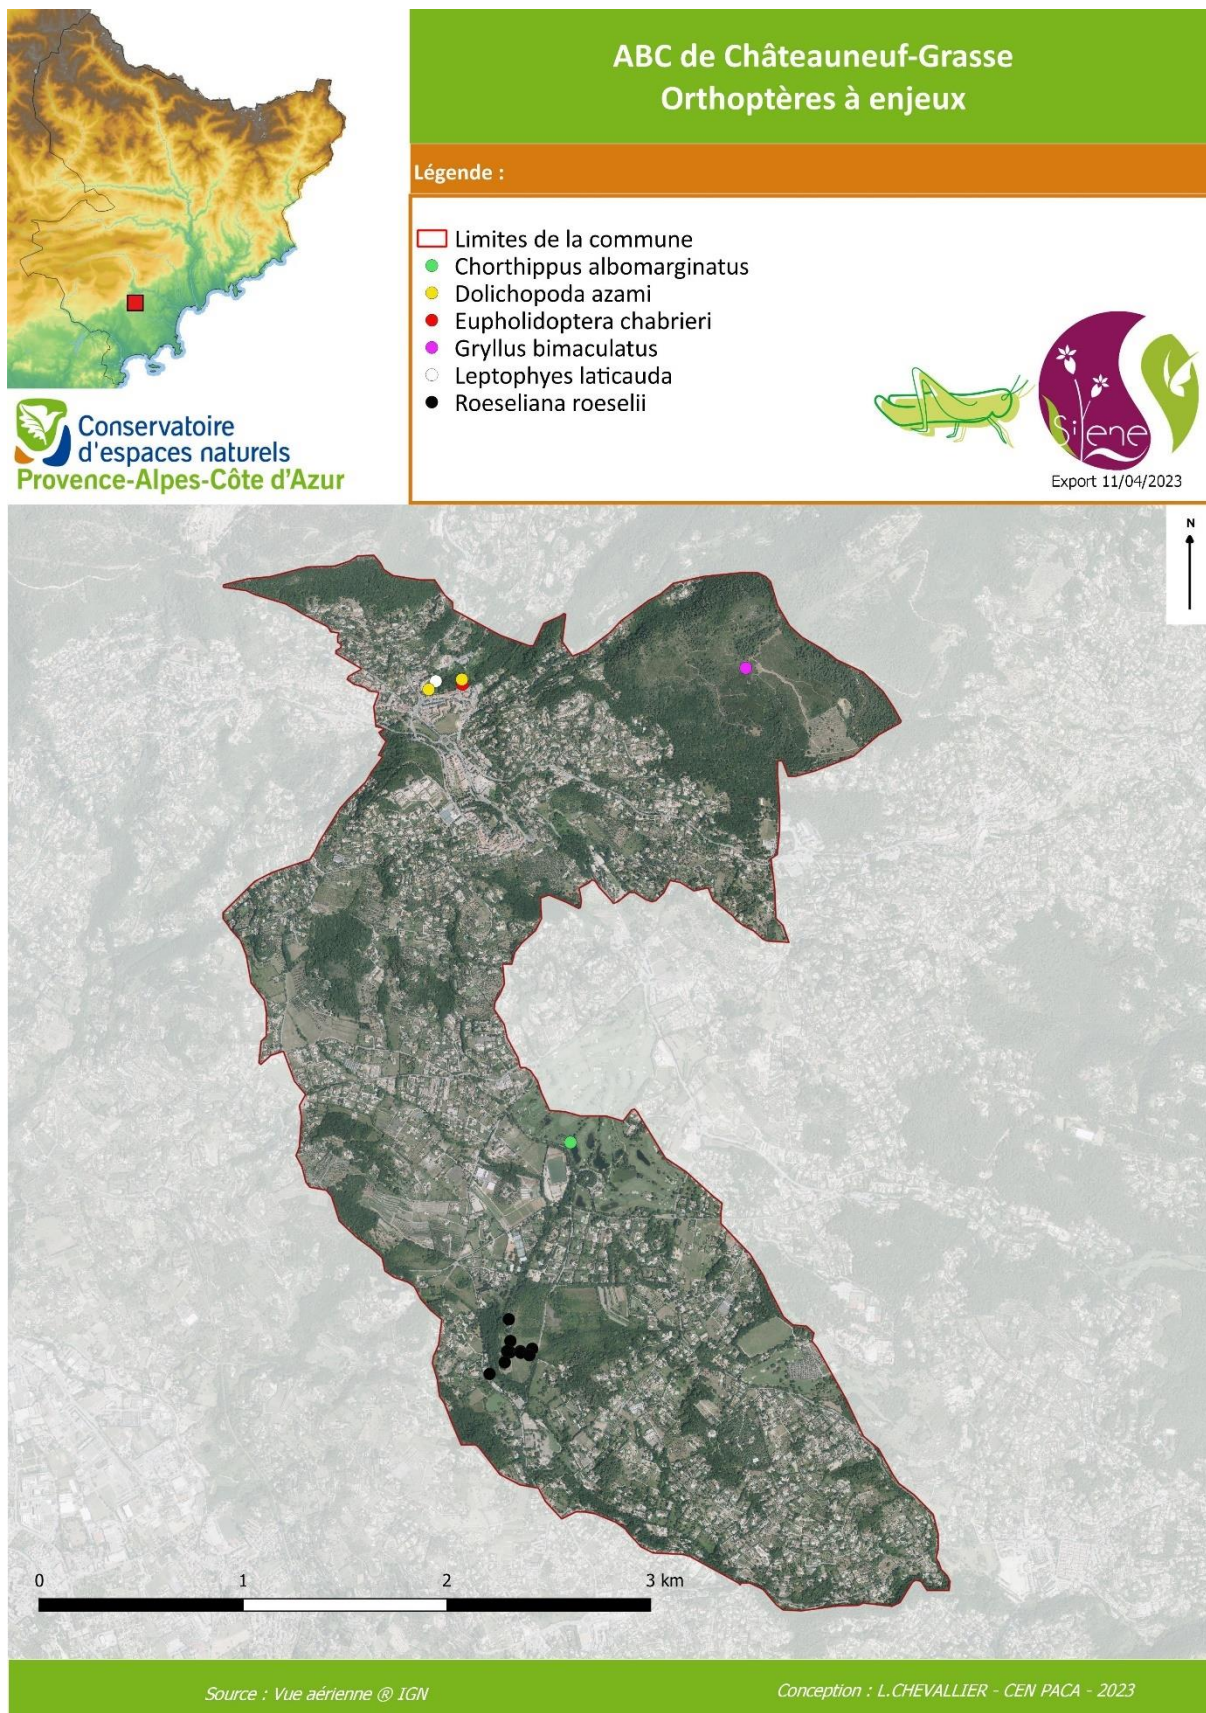 ABC de Châteauneuf-Grasse
Orthoptères à enjeux
Légende :
Limites de la commune
Chorthippus albomarginatus
Dolichopoda azami
Eupholidoptera chabrieri
Gryllus bimaculatus
Leptophyes laticauda
Roeseliana roeselii
Silene
Export 11/04/2023
Conservatoire
d'espaces naturels
Provence-Alpes-Côte d'Azur
N
0 1 2 3 km
Source : Vue aérienne ® IGN
Conception : L.CHEVALLIER - CEN PACA - 2023